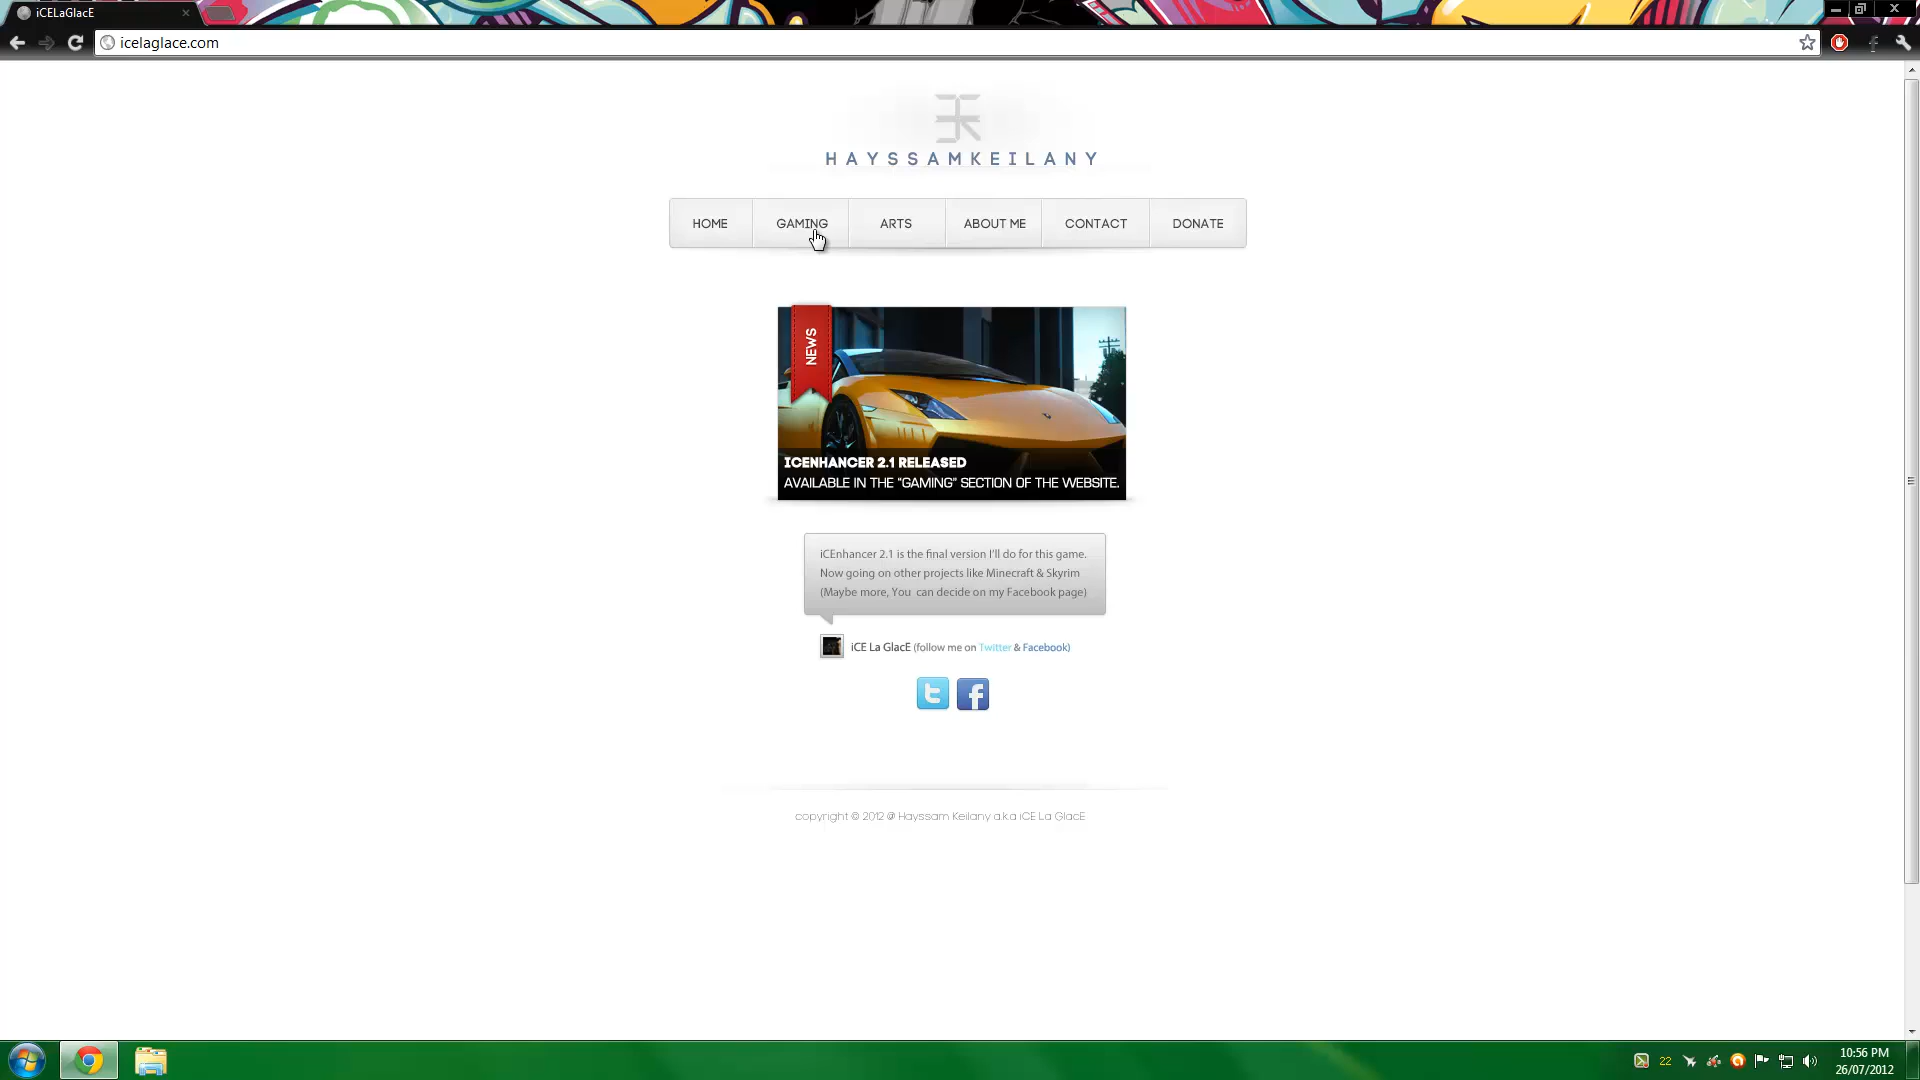 iCELaGlacE
icelaglace.com
HAYSSAMKEILANY
HOME
GAMING
ARTS
ABOUT ME
CONTACT
DONATE
NEWS
ICENHANCER 2.1 RELEASED
AVAILABLE IN THE "GAMING" SECTION OF THE WEBSITE.
iCEnhancer 2.1 is the final version I'll do for this game.
Now going on other projects like Minecraft & Skyrim
(Maybe more, You can decide on my Facebook page)
iCE La GlacE (follow me on Twitter & Facebook)
copyright © 2012 @ Hayssam Keilany a.k.a iCE La GlacE
22
10:56 PM
26/07/2012